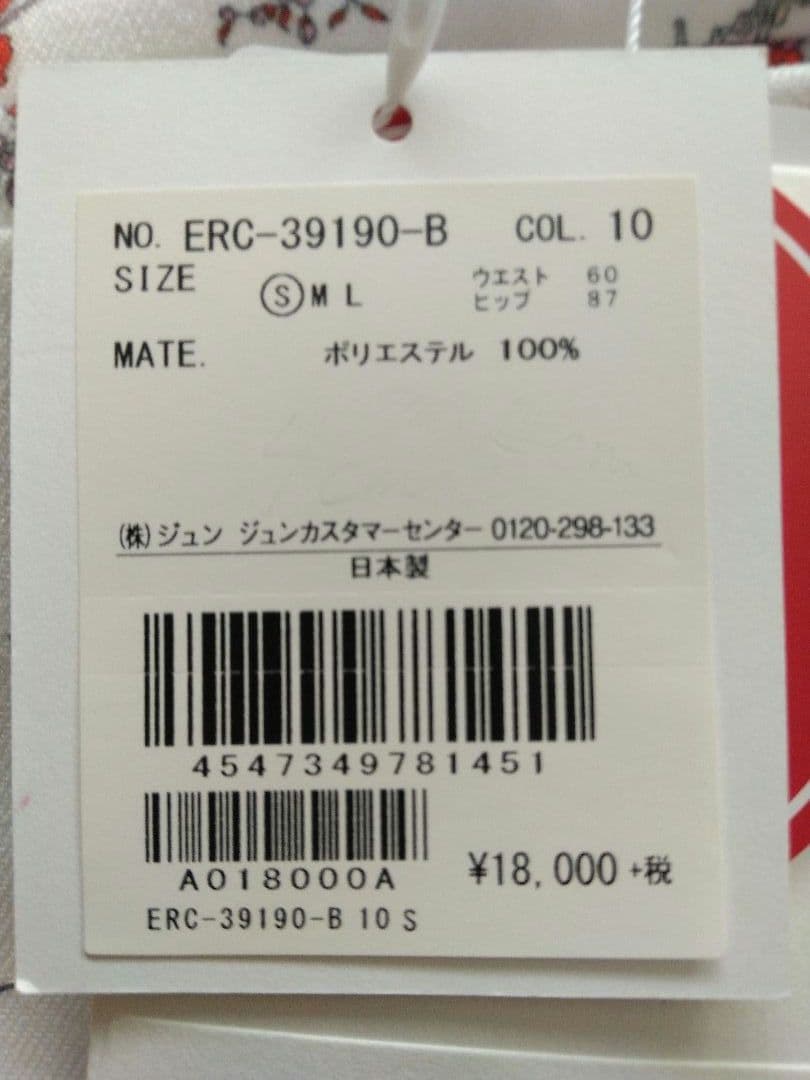 NO. ERC-39190-B COL. 10
SIZE Ⓢ M L ウエスト 60
ヒップ 87
MATE. ポリエステル 100%
(株)ジュン ジュンカスタマーセンター 0120-298-133
日本製
4547349781451
A018000A
¥18,000+税
ERC-39190-B 10 S